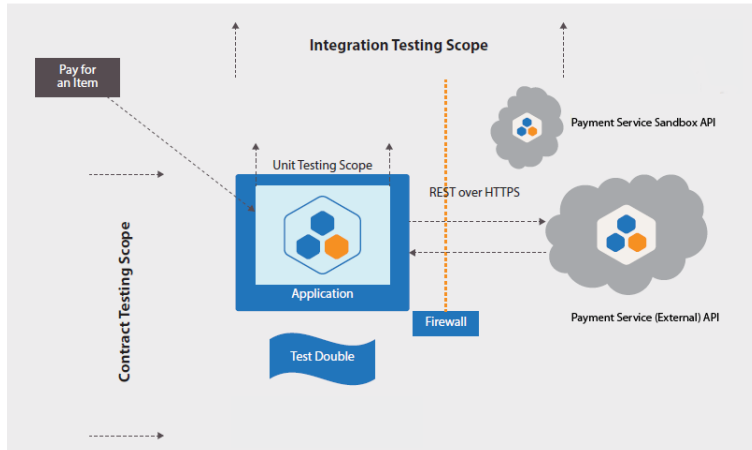 Integration Testing Scope
Pay for
an Item
Payment Service Sandbox API
Unit Testing Scope
REST over HTTPS
Application
Contract Testing Scope
Firewall
Payment Service (External) API
Test Double